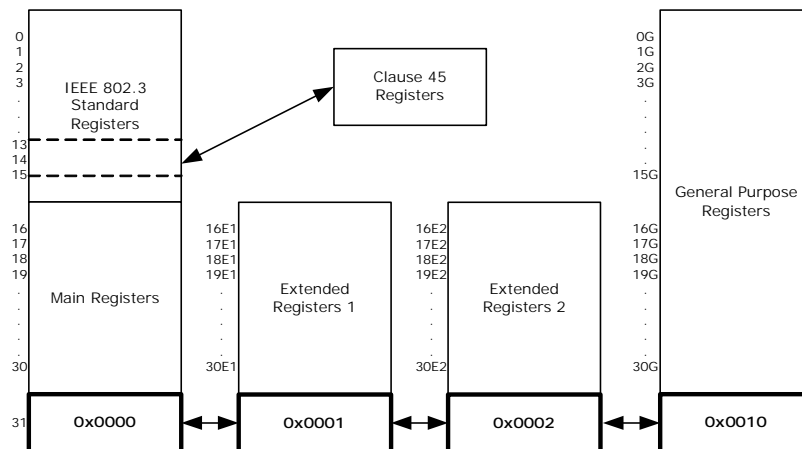 0
1
2
3
.
.
.
13
14
15
IEEE 802.3
Standard
Registers
Clause 45
Registers
0G
1G
2G
3G
.
.
.
.
.
15G
General Purpose
Registers
16
17
18
19
.
.
.
.
30
Main Registers
16E1
17E1
18E1
19E1
.
.
.
.
30E1
Extended
Registers 1
16E2
17E2
18E2
19E2
.
.
.
.
30E2
Extended
Registers 2
16G
17G
18G
19G
.
.
.
.
30G
31
0x0000
0x0001
0x0002
0x0010